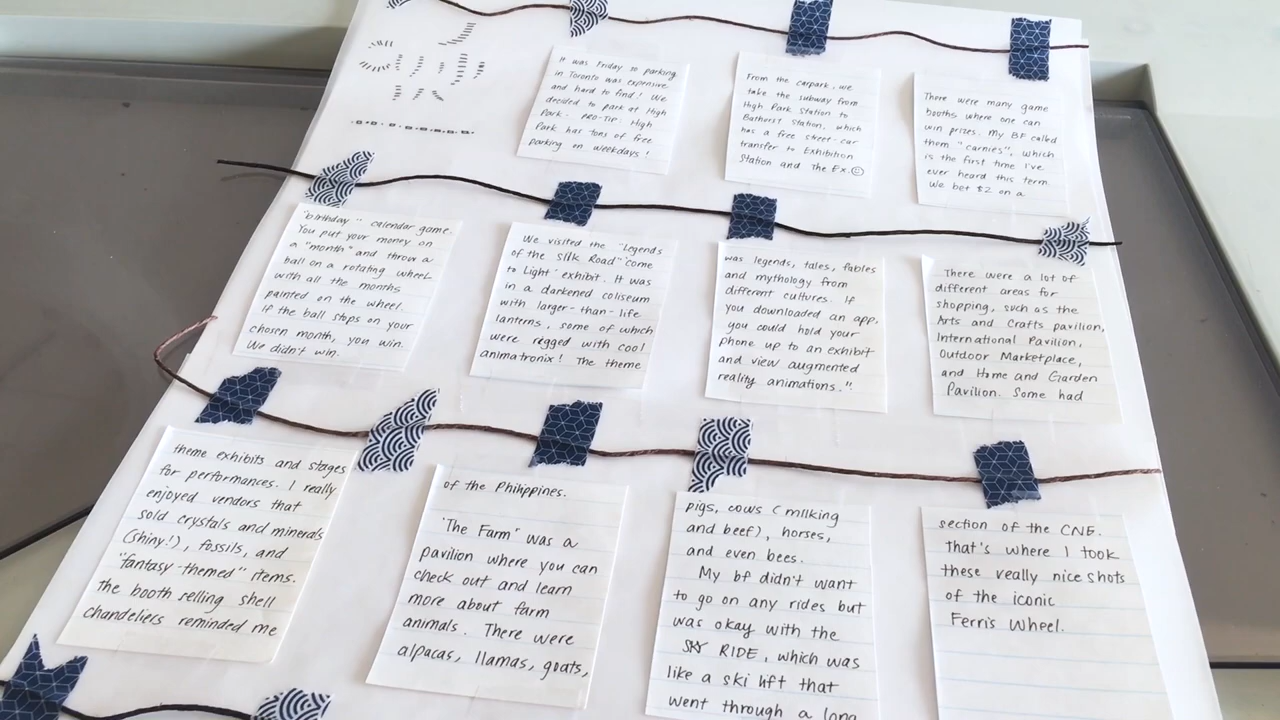 It was Friday so parking
in Toronto was expensive
and hard to find! We
decided to park at High
Park. PRO-TIP: High
Park has tons of free
parking on weekdays!
From the carpark, we
take the subway from
High Park Station to
Bathurst Station, which
has a free street-car
transfer to Exhibition
Station and The Ex.☺
There were many game
booths where one can
win prizes. My BF called
them "carnies", which
is the first time I've
ever heard this term.
We bet $2 on a
"birthday" calendar game.
You put your money on
a "month" and throw a
ball on a rotating wheel
with all the months
painted on the wheel.
If the ball stops on your
chosen month, you win.
We didn't win.
We visited the "Legends
of the Silk Road" come
to Light" exhibit. It was
in a darkened coliseum
with larger-than-life
lanterns, some of which
were rigged with cool
animatronix! The theme
was legends, tales, fables
and mythology from
different cultures. If
you downloaded an app,
you could hold your
phone up to an exhibit
and view augmented
reality animations.!!
There were a lot of
different areas for
shopping, such as the
Arts and Crafts pavilion,
International Pavilion,
Outdoor Marketplace,
and Home and Garden
Pavilion. Some had
theme exhibits and stages
for performances. I really
enjoyed vendors that
sold crystals and minerals
(shiny!), fossils, and
"fantasy-themed" items.
The booth selling shell
chandeliers reminded me
of the Philippines.
"The Farm" was a
pavilion where you can
check out and learn
more about farm
animals. There were
alpacas, llamas, goats,
pigs, cows (milking
and beef), horses,
and even bees.
My bf didn't want
to go on any rides but
was okay with the
SKY RIDE, which was
like a ski lift that
went through a long
section of the CNE.
That's where I took
these really nice shots
of the iconic
Ferris Wheel.